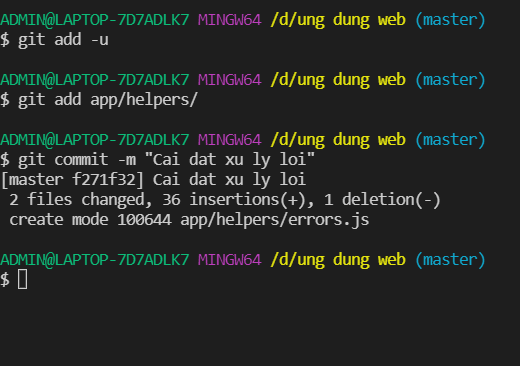 ADMIN@LAPTOP-7D7ADLK7 MINGW64 /d/ung dung web (master)
$ git add -u
ADMIN@LAPTOP-7D7ADLK7 MINGW64 /d/ung dung web (master)
$ git add app/helpers/
ADMIN@LAPTOP-7D7ADLK7 MINGW64 /d/ung dung web (master)
$ git commit -m "Cai dat xu ly loi"
[master f271f32] Cai dat xu ly loi
 2 files changed, 36 insertions(+), 1 deletion(-)
 create mode 100644 app/helpers/errors.js
ADMIN@LAPTOP-7D7ADLK7 MINGW64 /d/ung dung web (master)
$